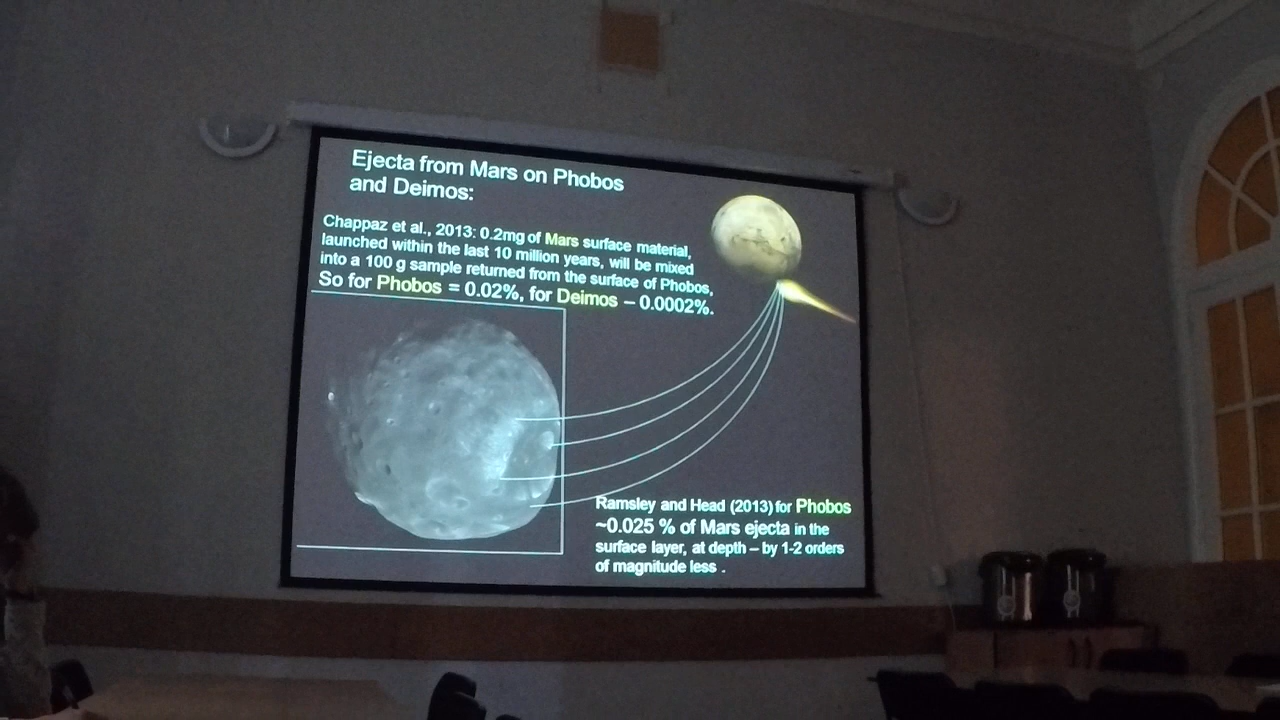 Ejecta from Mars on Phobos
and Deimos:
Chappaz et al., 2013: 0.2mg of Mars surface material,
launched within the last 10 million years, will be mixed
into a 100 g sample returned from the surface of Phobos,
So for Phobos = 0.02%, for Deimos – 0.0002%.
Ramsley and Head (2013) for Phobos
~0.025 % of Mars ejecta in the
surface layer, at depth – by 1-2 orders
of magnitude less .